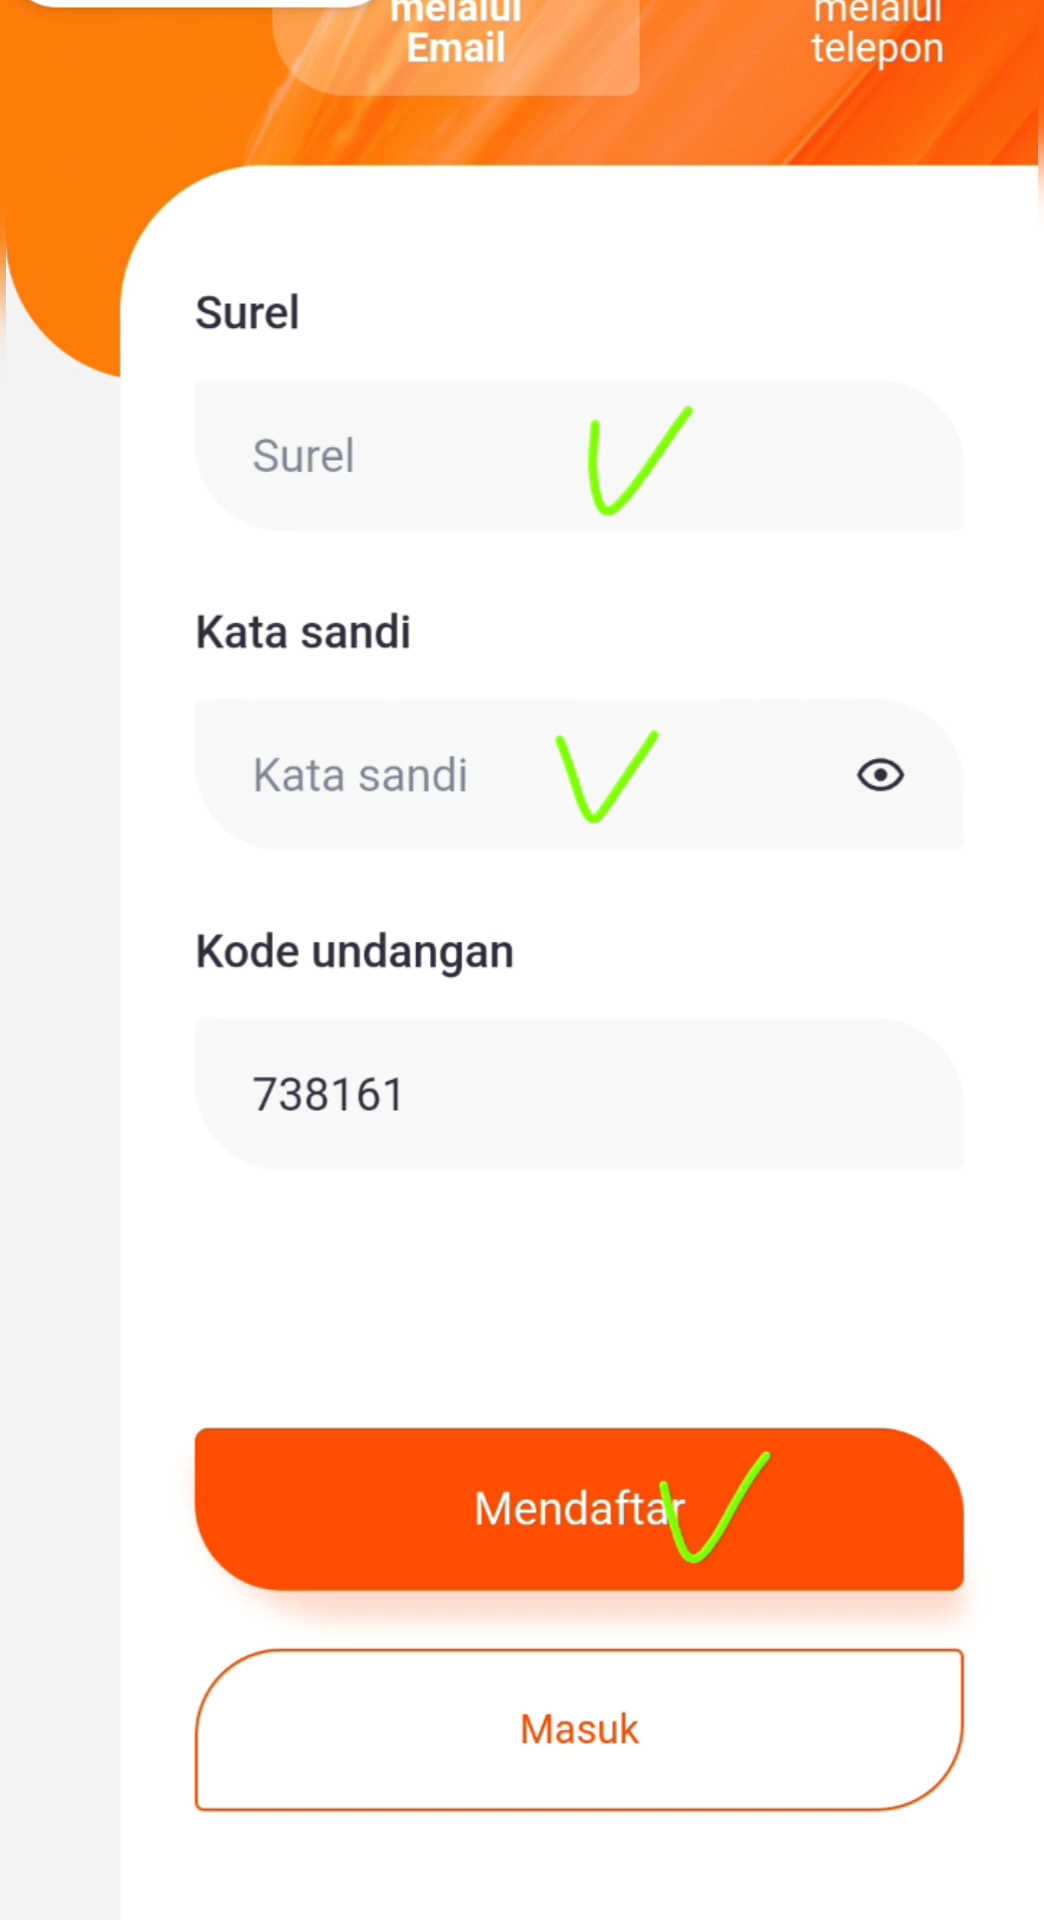 melalui
Email
melalui
telepon
Surel
Surel
Kata sandi
Kata sandi
Kode undangan
738161
Mendaftar
Masuk